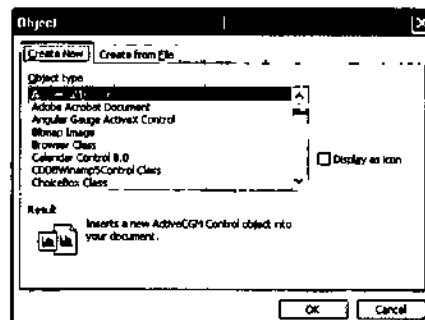 Object
Create New Create from File
Object type
Adobe Acrobat Document
Angular Gauge ActiveX Control
Bitmap Image
Browser Class
Calendar Control 8.0
CDDBWinamp5Control Class
ChoiceBox Class
Display as icon
Result
Inserts a new ActiveCGM Control object into
your document.
OK Cancel